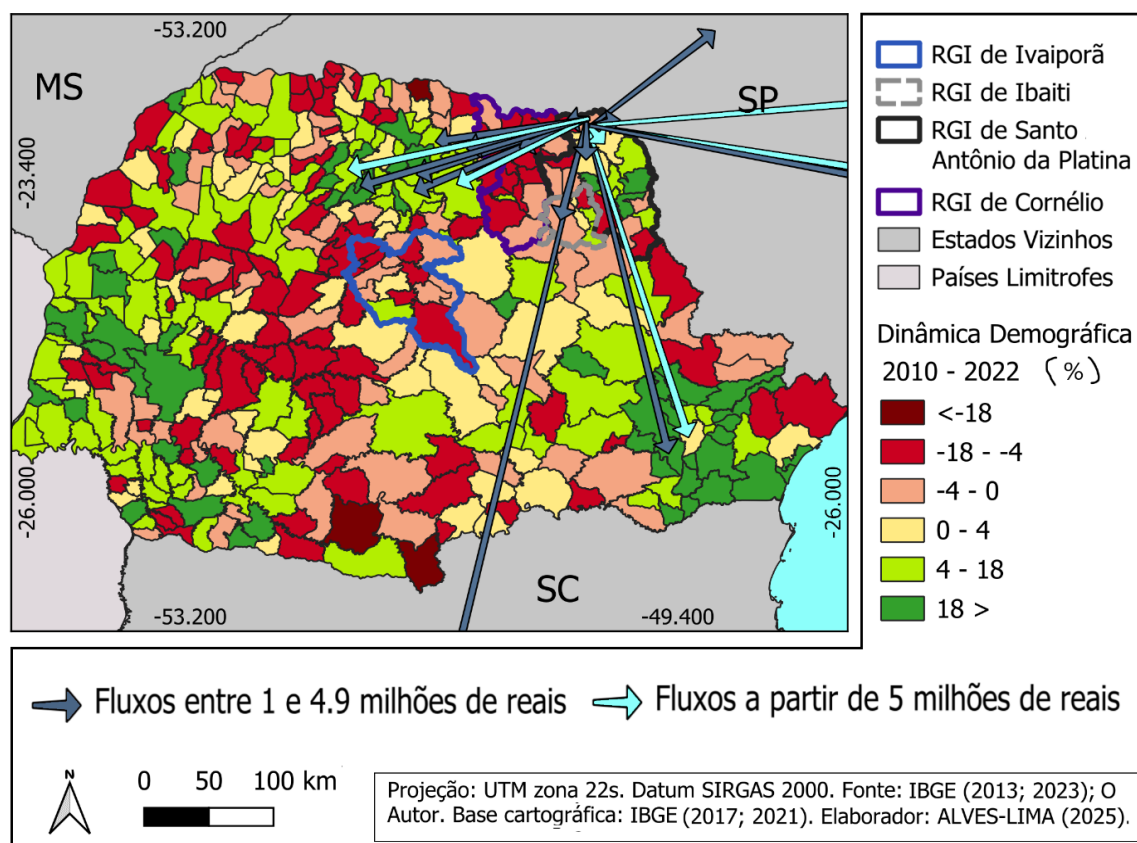 -53.200
MS
SP
-23.400
-26.000
-26.000
SC
-53.200
-49.400
RGI de Ivaiporã
RGI de Ibaiti
RGI de Santo
Antônio da Platina
RGI de Cornélio
Estados Vizinhos
Países Limitrofes
Dinâmica Demográfica
2010 - 2022 (%)
<-18
-18 - -4
-4 - 0
0 - 4
4 - 18
18 >
Fluxos entre 1 e 4.9 milhões de reais
Fluxos a partir de 5 milhões de reais
N
0 50 100 km
Projeção: UTM zona 22s. Datum SIRGAS 2000. Fonte: IBGE (2013; 2023); O
Autor. Base cartográfica: IBGE (2017; 2021). Elaborador: ALVES-LIMA (2025).